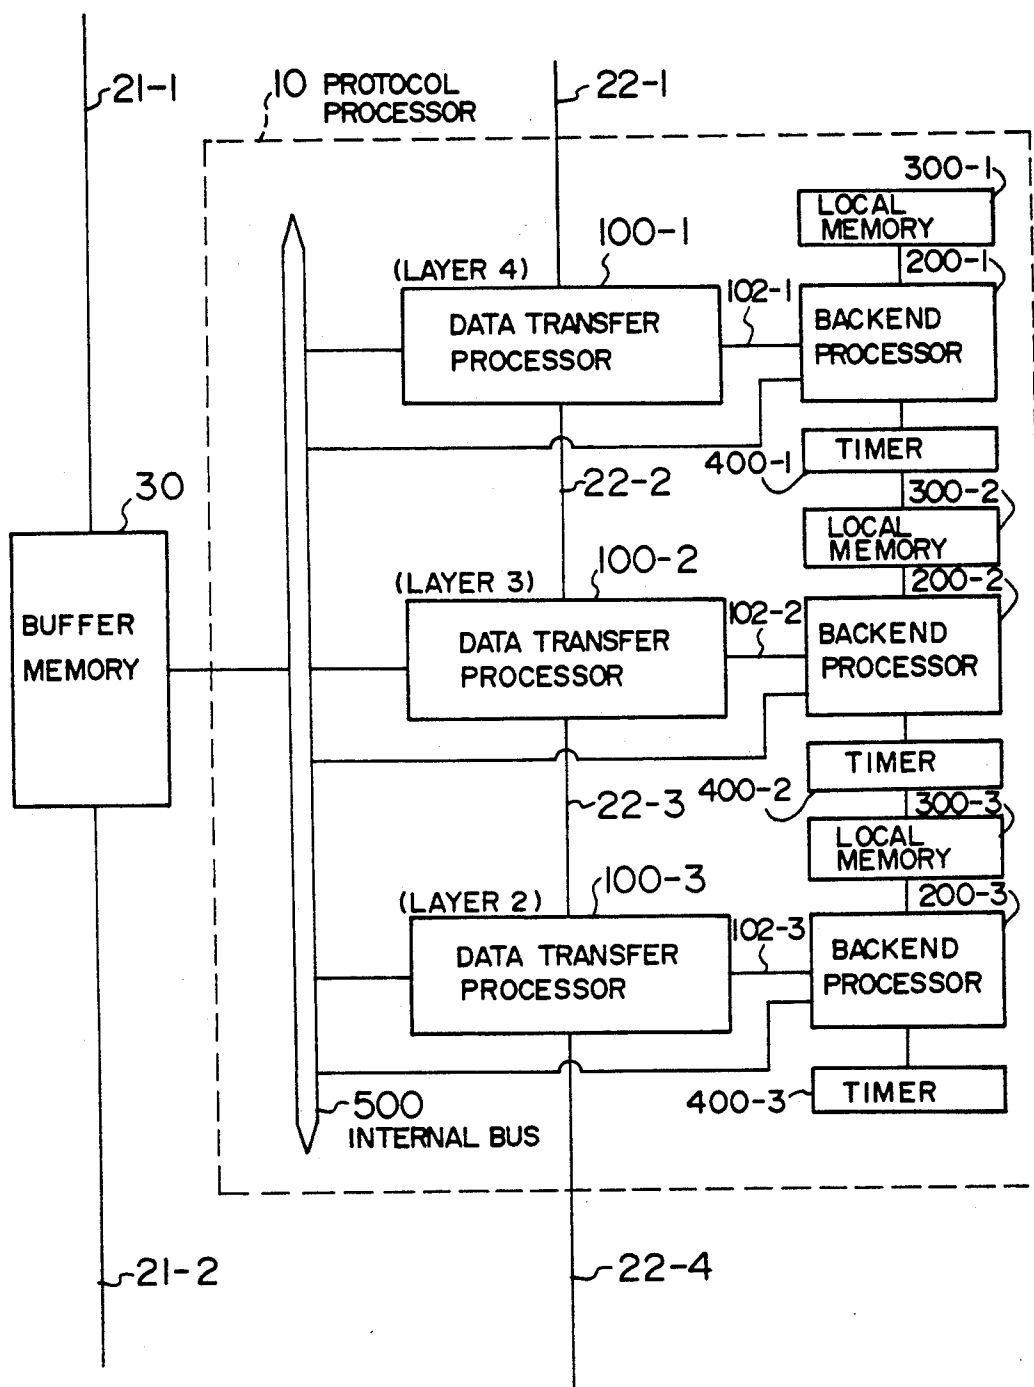 21-1
10 PROTOCOL
PROCESSOR
22-1
300-1
LOCAL
MEMORY
100-1
200-1
(LAYER 4)
102-1
DATA TRANSFER
PROCESSOR
BACKEND
PROCESSOR
400-1
TIMER
22-2
300-2
30
LOCAL
MEMORY
100-2
200-2
(LAYER 3)
102-2
BUFFER
MEMORY
DATA TRANSFER
PROCESSOR
BACKEND
PROCESSOR
400-2
TIMER
22-3
300-3
LOCAL
MEMORY
100-3
200-3
(LAYER 2)
102-3
DATA TRANSFER
PROCESSOR
BACKEND
PROCESSOR
400-3
TIMER
500
INTERNAL BUS
21-2
22-4